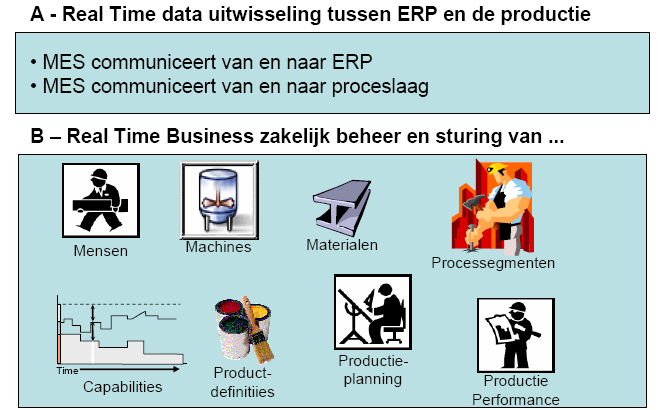 A - Real Time data uitwisseling tussen ERP en de productie
• MES communiceert van en naar ERP
• MES communiceert van en naar proceslaag
B – Real Time Business zakelijk beheer en sturing van ...
Mensen
Machines
Materialen
Processegmenten
Time
Capabilities
Product-
definitiies
Productie-
planning
Productie
Performance